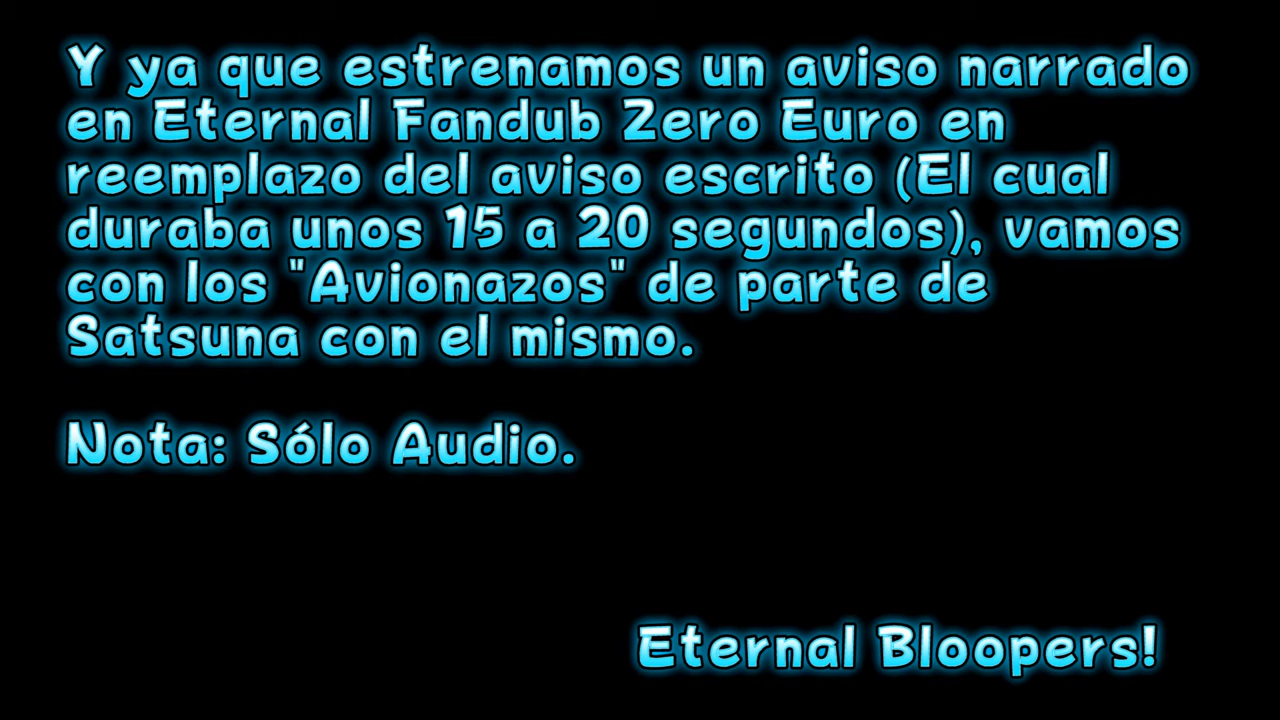 Y ya que estrenamos un aviso narrado
en Eternal Fandub Zero Euro en
reemplazo del aviso escrito (El cual
duraba unos 15 a 20 segundos), vamos
con los "Avionazos" de parte de
Satsuna con el mismo.
Nota: Sólo Audio.
Eternal Bloopers!